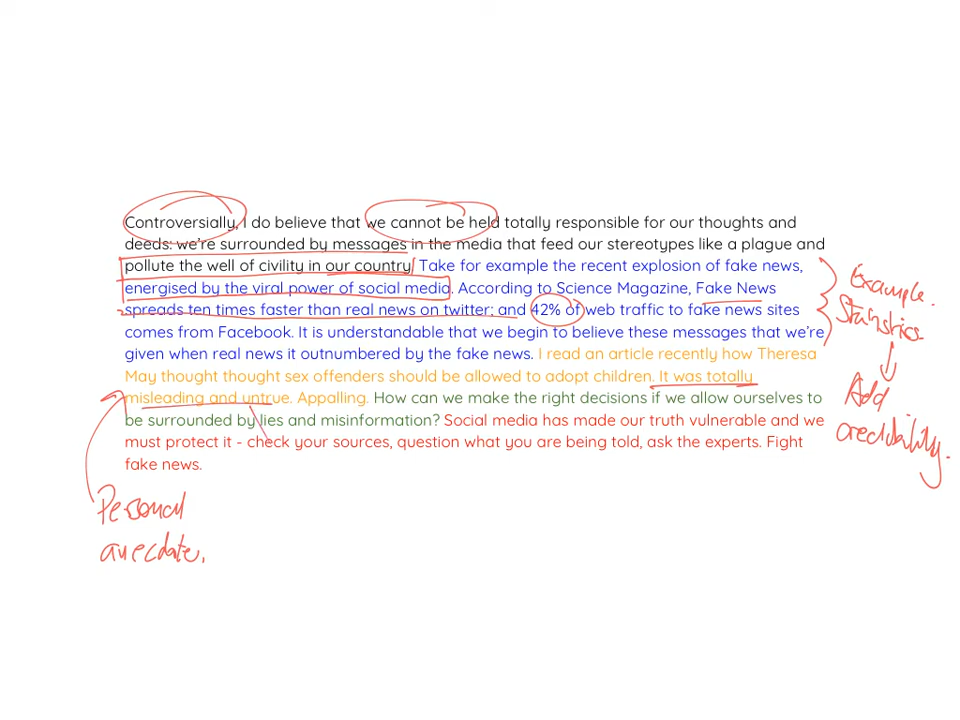 Controversially, I do believe that we cannot be held totally responsible for our thoughts and
deeds: we're surrounded by messages in the media that feed our stereotypes like a plague and
pollute the well of civility in our country. Take for example the recent explosion of fake news,
energised by the viral power of social media. According to Science Magazine, Fake News
spreads ten times faster than real news on twitter; and 42% of web traffic to fake news sites
comes from Facebook. It is understandable that we begin to believe these messages that we're
given when real news it outnumbered by the fake news. I read an article recently how Theresa
May thought thought sex offenders should be allowed to adopt children. It was totally
misleading and untrue. Appalling. How can we make the right decisions if we allow ourselves to
be surrounded by lies and misinformation? Social media has made our truth vulnerable and we
must protect it - check your sources, question what you are being told, ask the experts. Fight
fake news.
Example.
Statistics.
Add
credibility.
Personal
anecdate.